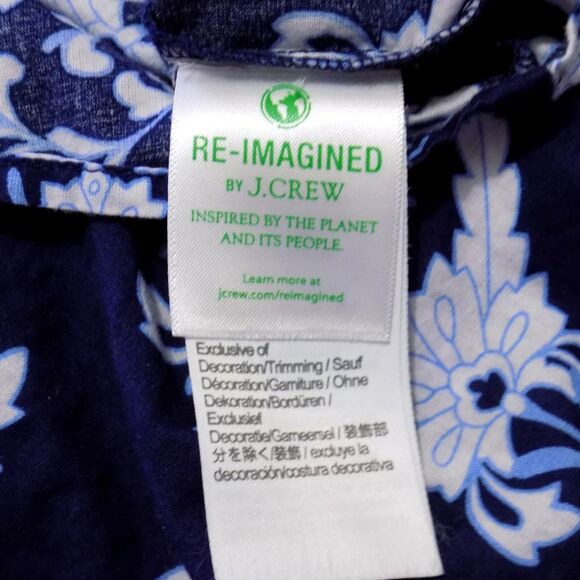 RE-IMAGINED
BY J.CREW
INSPIRED BY THE PLANET
AND ITS PEOPLE.
Learn more at
jcrew.com/reimagined
Exclusive of
Decoration/Trimming / Sauf
Décoration/Garniture / Ohne
Dekoration/Bordüren /
Exclusief
Decoratie/Garneersel / 装飾部
分を除く/装飾 / excluye la
decoración/costura decorativa